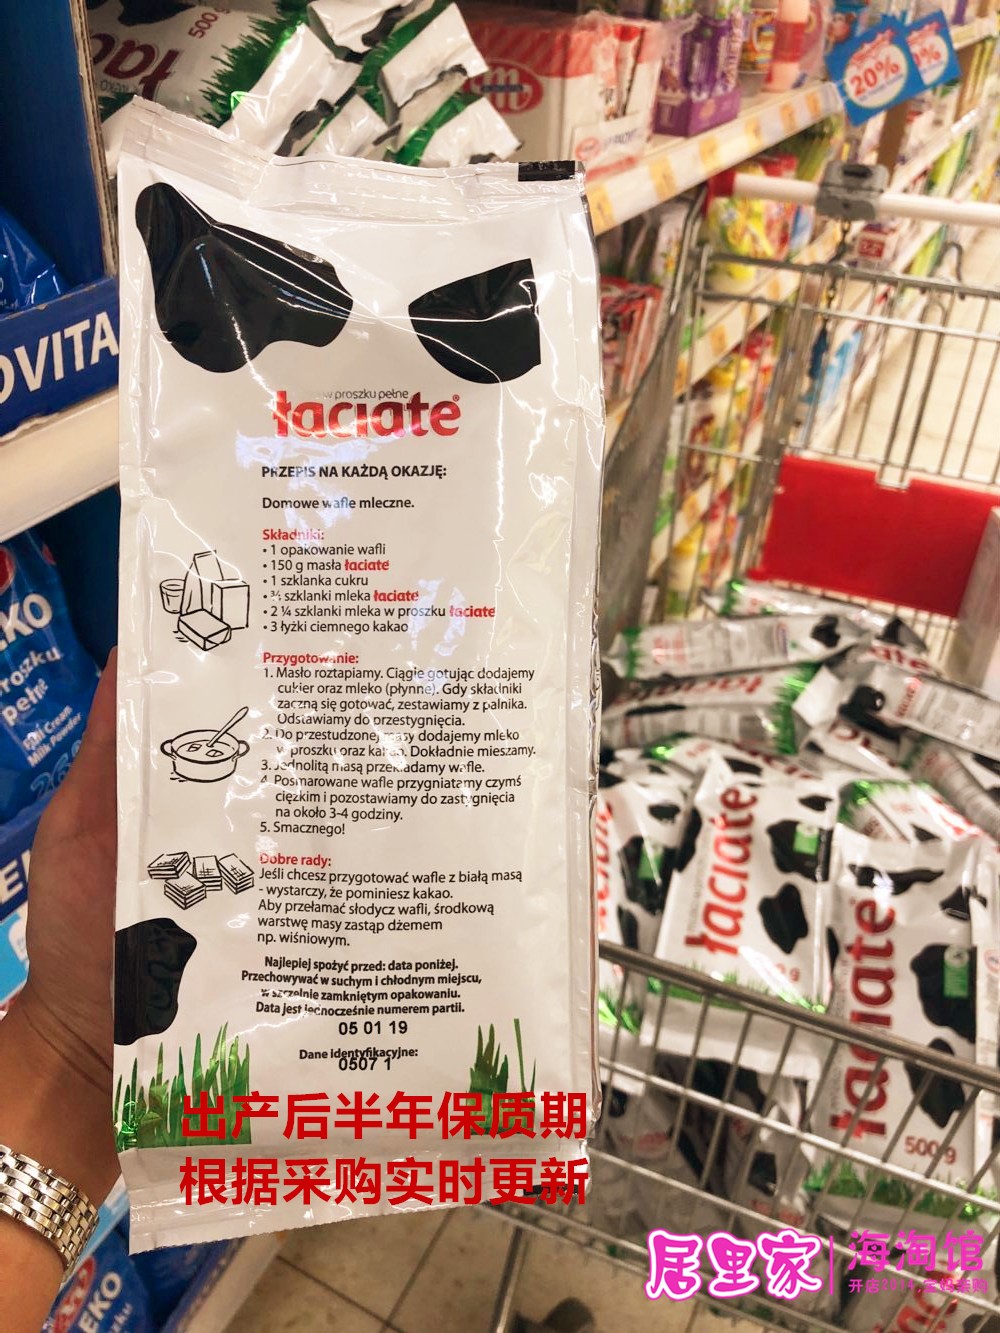 500 g
20%
%
OVITA
w proszku pełne
łaciate®
PRZEPIS NA KAŻDĄ OKAZJĘ:
Domowe wafle mleczne.
Składniki:
• 1 opakowanie wafli
• 150 g masła łaciate
• 1 szklanka cukru
• ¾ szklanki mleka łaciate
• 2 ¼ szklanki mleka w proszku łaciate
• 3 łyżki ciemnego kakao
Przygotowanie:
1. Masło roztapiamy. Ciągle gotując dodajemy
cukier oraz mleko (płynne). Gdy składniki
zaczną się gotować, zestawiamy z palnika.
Odstawiamy do przestygnięcia.
2. Do przestudzonej masy dodajemy mleko
w proszku oraz kakao. Dokładnie mieszamy.
3. Jednolitą masą przekładamy wafle.
4. Posmarowane wafle przygniatamy czymś
ciężkim i pozostawiamy do zastygnięcia
na około 3-4 godziny.
5. Smacznego!
Dobre rady:
Jeśli chcesz przygotować wafle z białą masą
- wystarczy, że pominiesz kakao.
Aby przełamać słodycz wafli, środkową
warstwę masy zastąp dżemem
np. wiśniowym.
Najlepiej spożyć przed: data poniżej.
Przechowywać w suchym i chłodnym miejscu,
w szczelnie zamkniętym opakowaniu.
Data jest jednocześnie numerem partii.
05 01 19
Dane identyfikacyjne:
0507 1
出产后半年保质期
根据采购实时更新
LKO
proszku
pełne
Full Cream
Milk Powder
26
EKO
łaciate
łaciate
łaciate
500 g
居里家
海淘馆